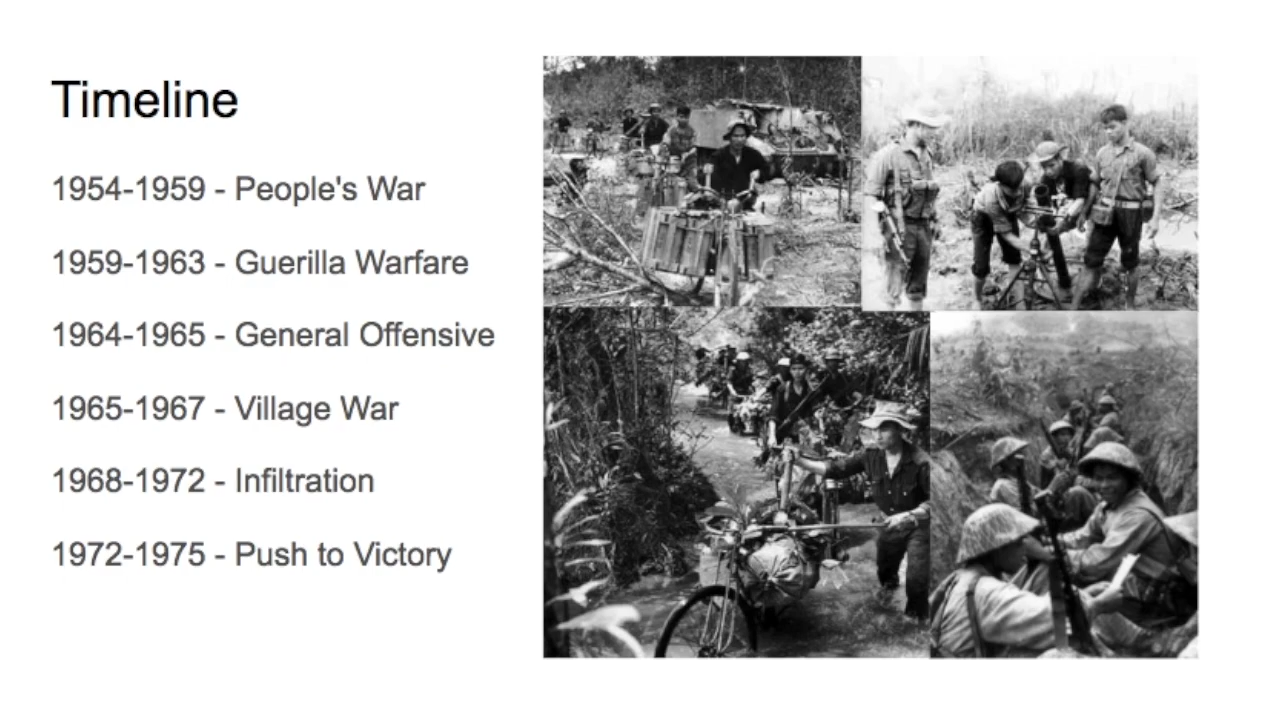 Timeline
1954-1959 - People's War
1959-1963 - Guerilla Warfare
1964-1965 - General Offensive
1965-1967 - Village War
1968-1972 - Infiltration
1972-1975 - Push to Victory